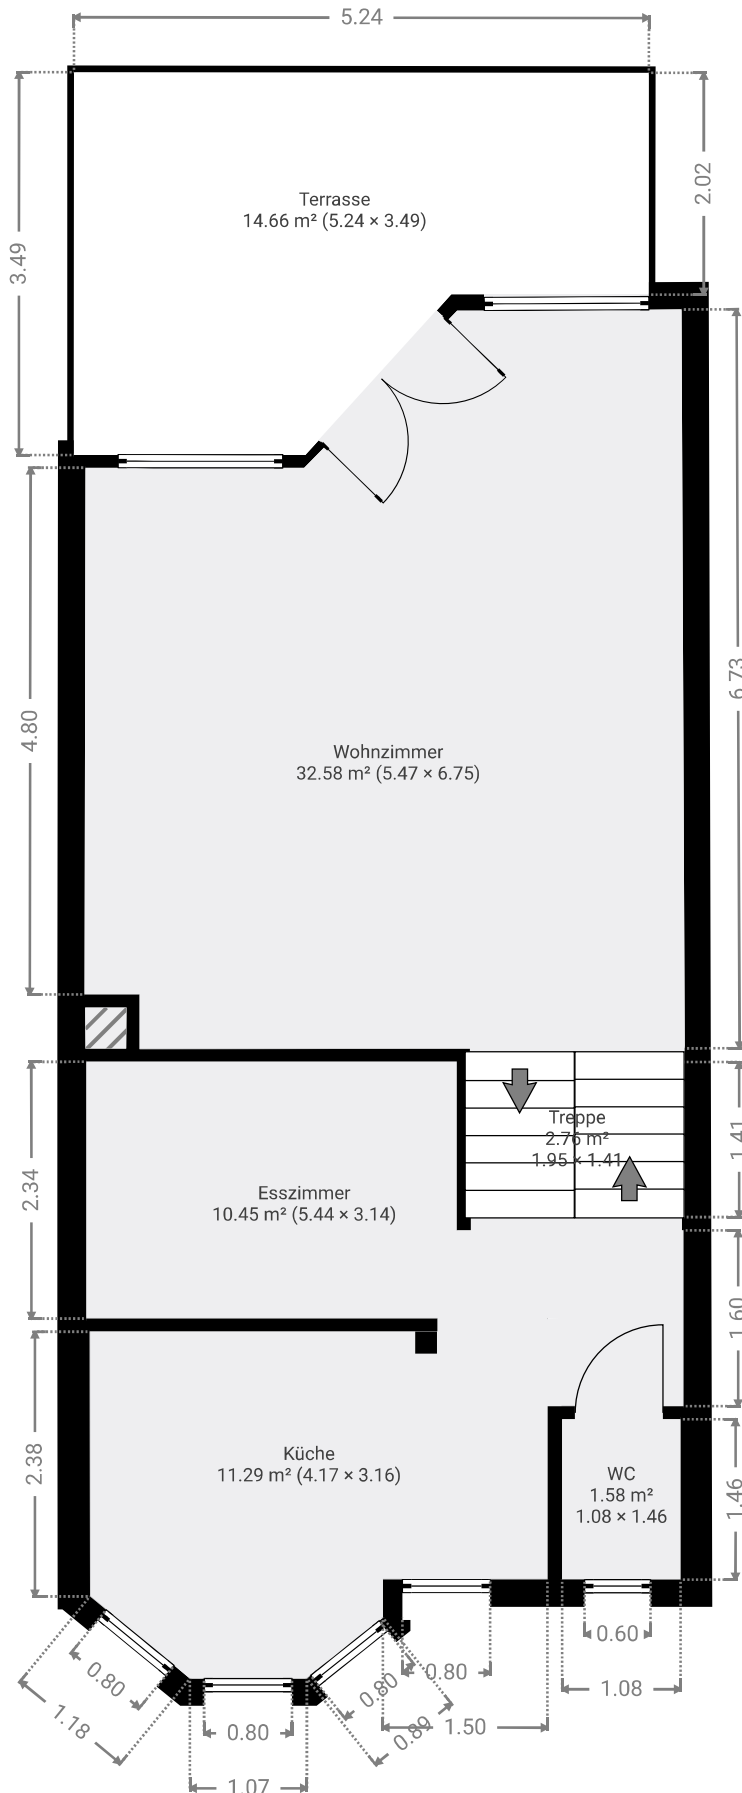 5.24
3.49
2.02
Terrasse
14.66 m² (5.24 × 3.49)
4.80
6.73
Wohnzimmer
32.58 m² (5.47 × 6.75)
Treppe
2.76 m²
1.95 × 1.41
1.41
2.34
Esszimmer
10.45 m² (5.44 × 3.14)
1.60
2.38
Küche
11.29 m² (4.17 × 3.16)
WC
1.58 m²
1.08 × 1.46
1.46
0.60
0.80
0.80
0.80
1.08
1.18
0.80
0.89
1.50
1.07